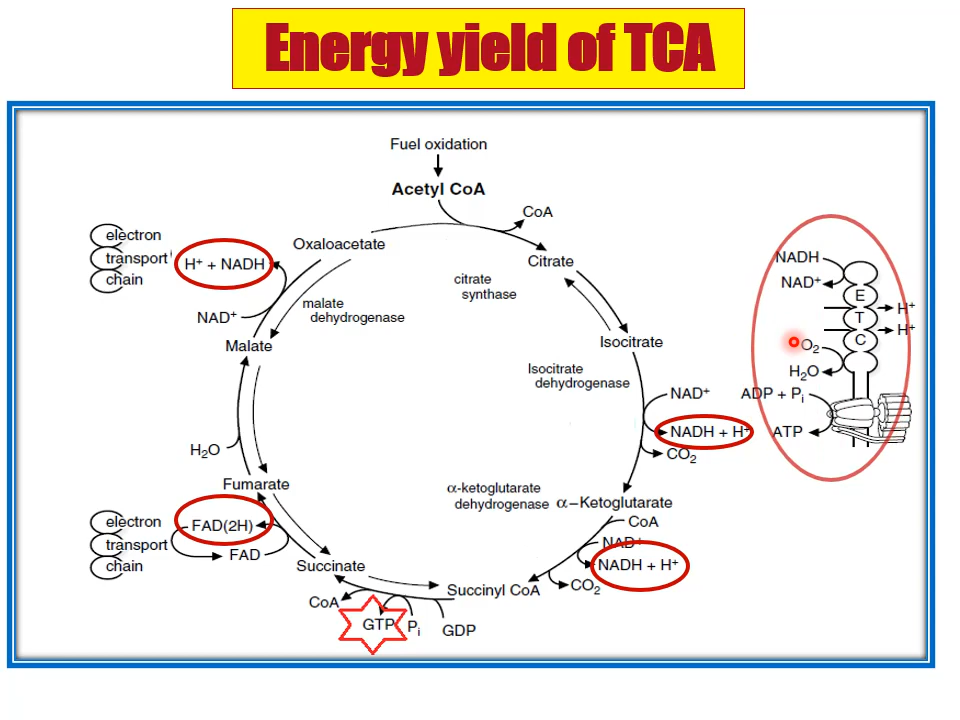 Energy yield of TCA
Fuel oxidation
Acetyl CoA
CoA
Oxaloacetate
Citrate
citrate
synthase
electron
transport
chain
H⁺ + NADH
NAD⁺
malate
dehydrogenase
Malate
Isocitrate
Isocitrate
dehydrogenase
NAD⁺
NADH + H⁺
CO₂
H₂O
Fumarate
α-ketoglutarate
dehydrogenase
α–Ketoglutarate
CoA
NAD⁺
NADH + H⁺
CO₂
electron
transport
chain
FAD(2H)
FAD
Succinate
Succinyl CoA
CoA
GTP
Pi
GDP
NADH
NAD⁺
E
T
C
H⁺
H⁺
O₂
H₂O
ADP + Pi
ATP